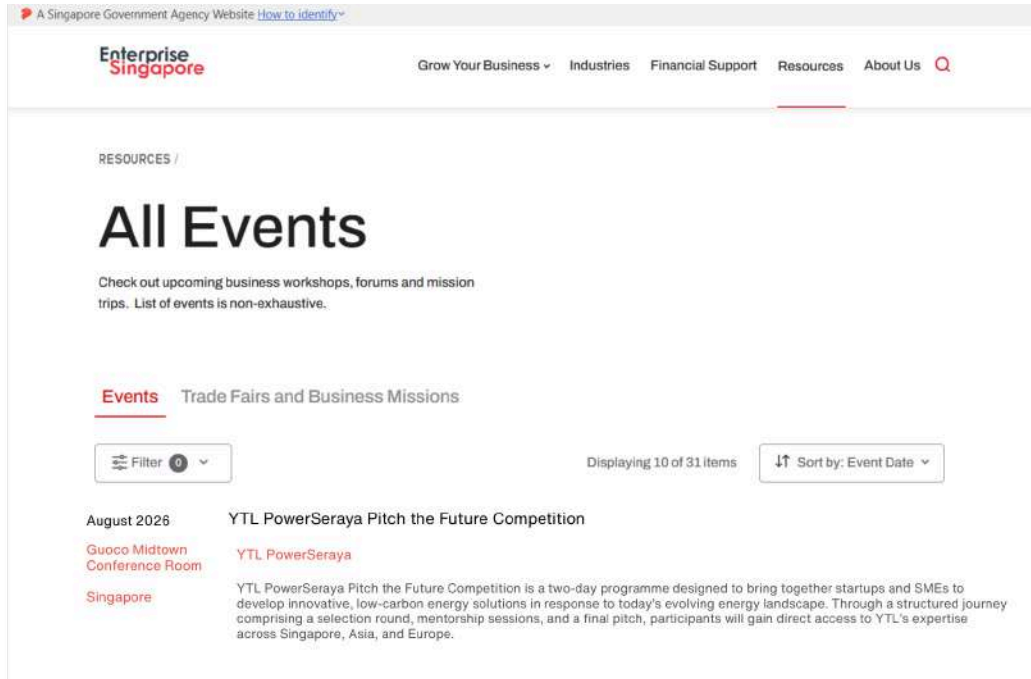 A Singapore Government Agency Website How to identify
Enterprise
Singapore
Grow Your Business Industries Financial Support Resources About Us
RESOURCES /
All Events
Check out upcoming business workshops, forums and mission
trips. List of events is non-exhaustive.
Events Trade Fairs and Business Missions
Filter 0 Displaying 10 of 31 items Sort by: Event Date
August 2026 YTL PowerSeraya Pitch the Future Competition
Guoco Midtown
Conference Room
YTL PowerSeraya
Singapore
YTL PowerSeraya Pitch the Future Competition is a two-day programme designed to bring together startups and SMEs to
develop innovative, low-carbon energy solutions in response to today's evolving energy landscape. Through a structured journey
comprising a selection round, mentorship sessions, and a final pitch, participants will gain direct access to YTL's expertise
across Singapore, Asia, and Europe.